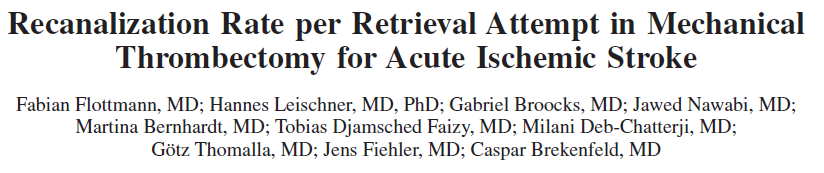 Recanalization Rate per Retrieval Attempt in Mechanical
Thrombectomy for Acute Ischemic Stroke
Fabian Flottmann, MD; Hannes Leischner, MD, PhD; Gabriel Broocks, MD; Jawed Nawabi, MD;
Martina Bernhardt, MD; Tobias Djamsched Faizy, MD; Milani Deb-Chatterji, MD;
Götz Thomalla, MD; Jens Fiehler, MD; Caspar Brekenfeld, MD